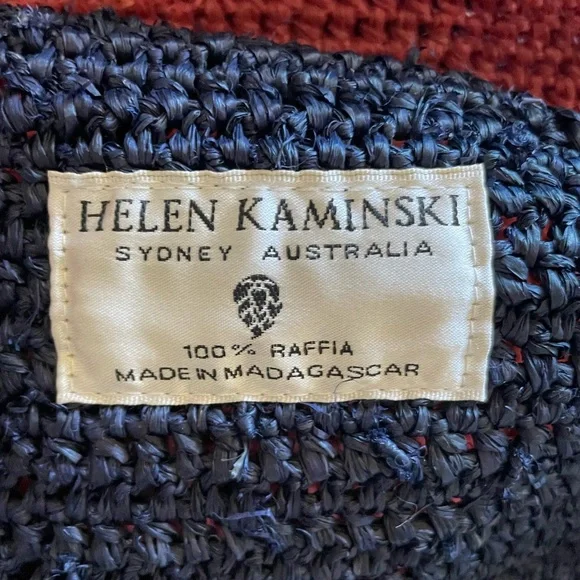 HELEN KAMINSKI
SYDNEY AUSTRALIA
100% RAFFIA
MADE IN MADAGASCAR